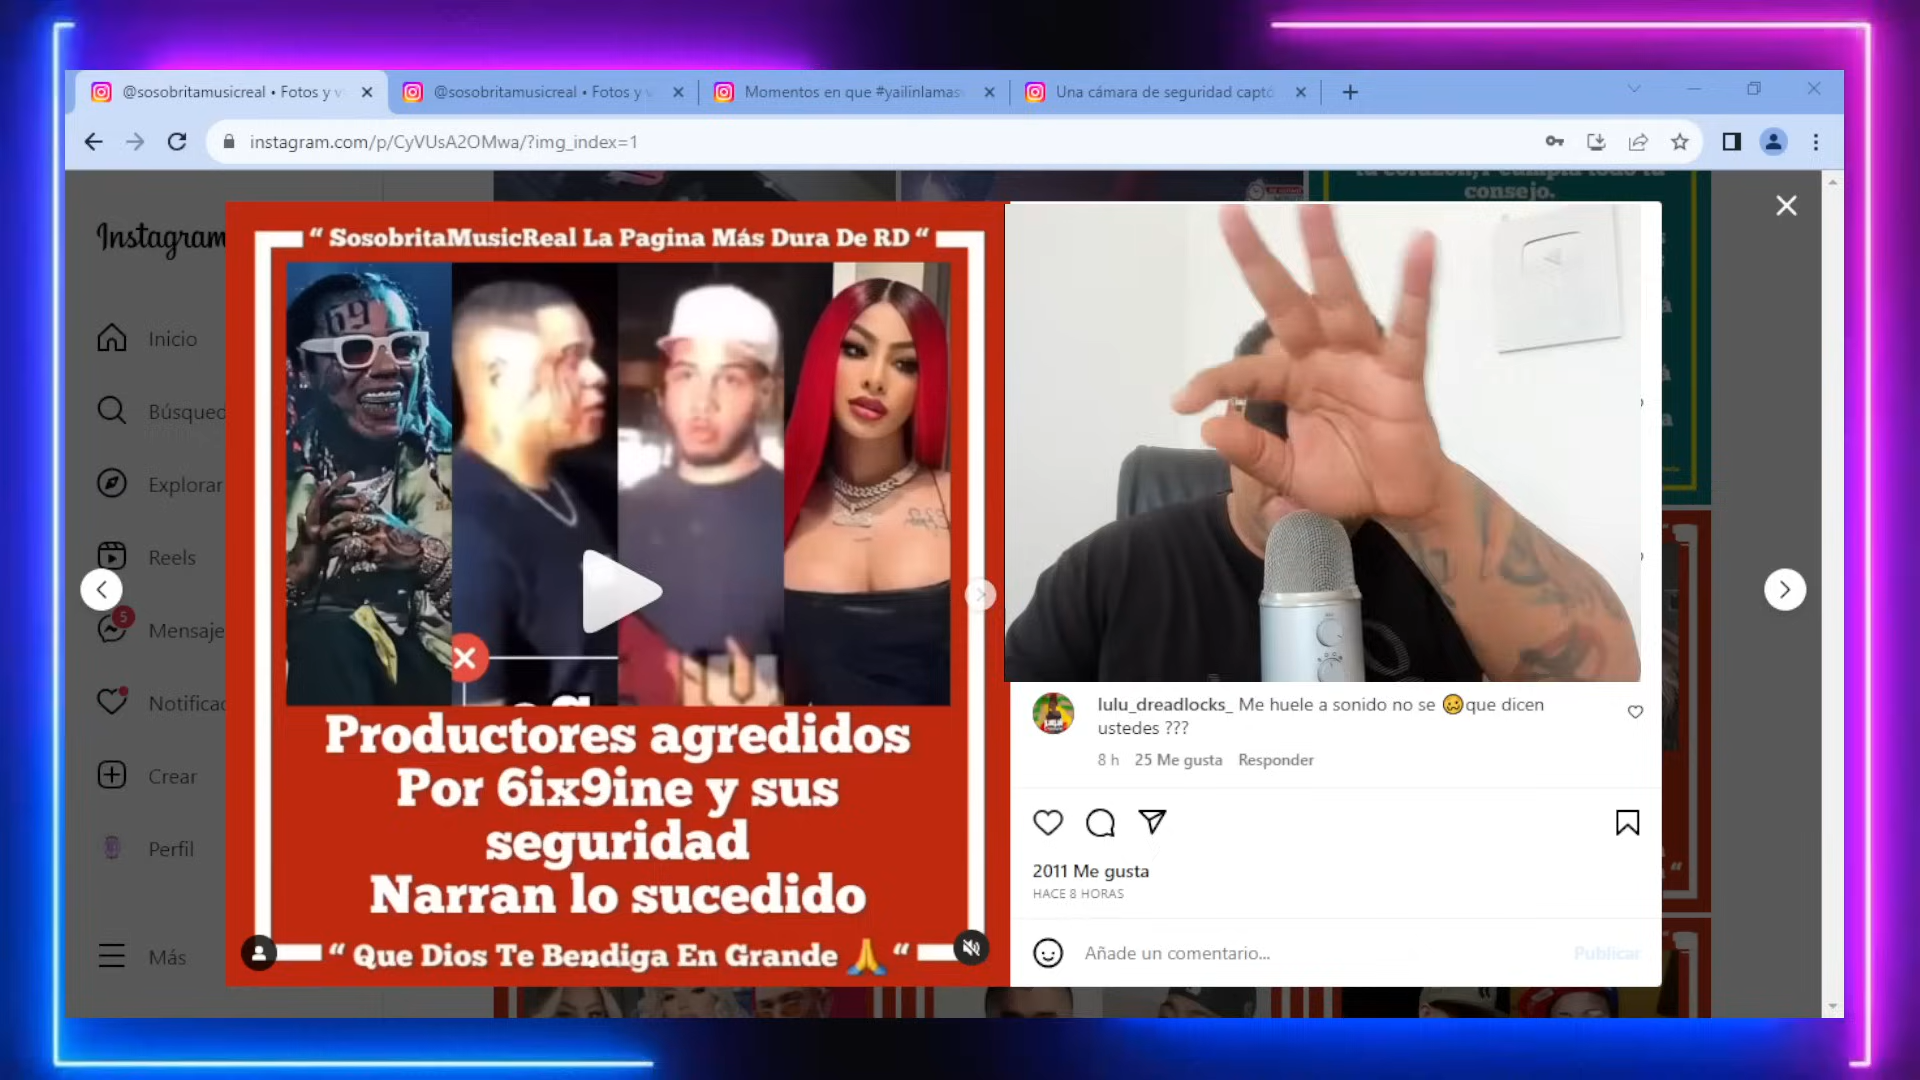 @sosobritamusicreal • Fotos y v
@sosobritamusicreal • Fotos y v
Momentos en que #yailinlamas
Una cámara de seguridad captó
instagram.com/p/CyVUsA2OMwa/?img_index=1
consejo.
Instagram
Inicio
Búsqued
Explorar
Reels
5
Mensaje
Notificac
Crear
Perfil
Más
“ SosobritaMusicReal La Pagina Más Dura De RD “
69
Productores agredidos
Por 6ix9ine y sus
seguridad
Narran lo sucedido
“ Que Dios Te Bendiga En Grande 🙏 “
lulu_dreadlocks_ Me huele a sonido no se 🥴que dicen
ustedes ???
8 h 25 Me gusta Responder
2011 Me gusta
HACE 8 HORAS
Añade un comentario...
Publicar